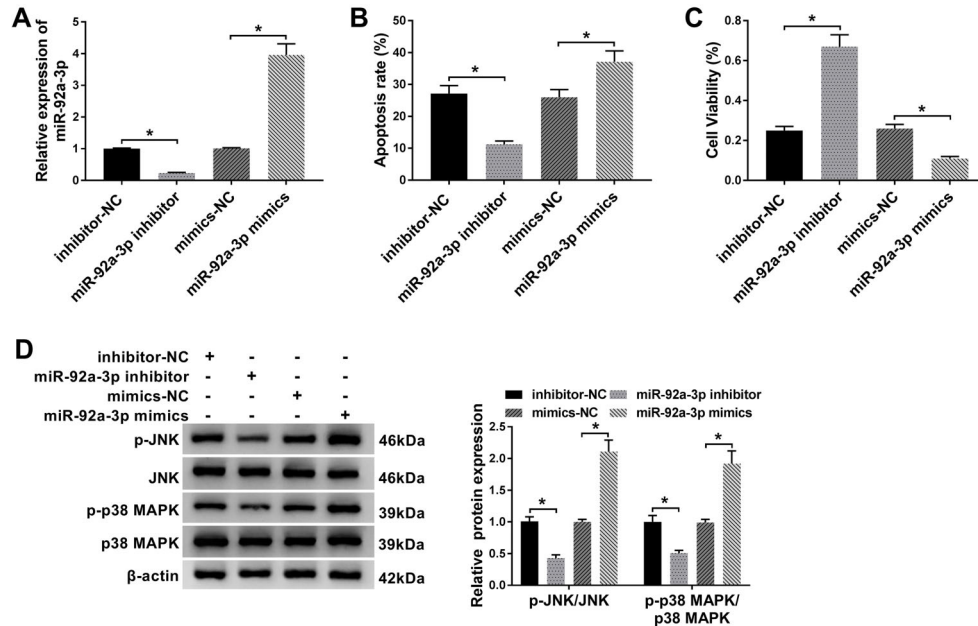 A
Relative expression of
miR-92a-3p
5
4
3
2
1
0
*
*
inhibitor-NC
miR-92a-3p inhibitor
mimics-NC
miR-92a-3p mimics
B
Apoptosis rate (%)
50
40
30
20
10
0
*
*
inhibitor-NC
miR-92a-3p inhibitor
mimics-NC
miR-92a-3p mimics
C
Cell Viability (%)
0.8
0.6
0.4
0.2
0.0
*
*
inhibitor-NC
miR-92a-3p inhibitor
mimics-NC
miR-92a-3p mimics
D
inhibitor-NC + - - -
miR-92a-3p inhibitor - + - -
mimics-NC - - + -
miR-92a-3p mimics - - - +
p-JNK 46kDa
JNK 46kDa
p-p38 MAPK 39kDa
p38 MAPK 39kDa
β-actin 42kDa
inhibitor-NC miR-92a-3p inhibitor
mimics-NC miR-92a-3p mimics
Relative protein expression
2.5
2.0
1.5
1.0
0.5
0.0
*
*
*
*
p-JNK/JNK
p-p38 MAPK/
p38 MAPK